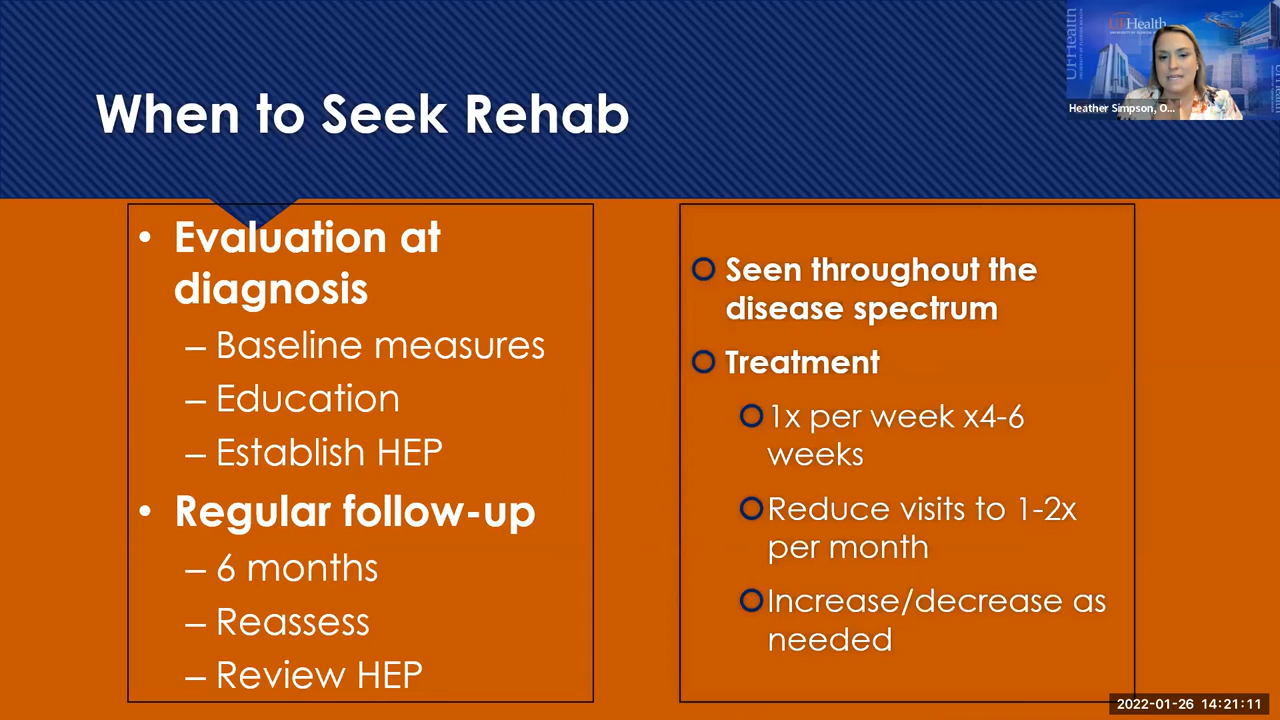 When to Seek Rehab
UFHealth
UFHealth
Heather Simpson, O...
• Evaluation at
diagnosis
– Baseline measures
– Education
– Establish HEP
• Regular follow-up
– 6 months
– Reassess
– Review HEP
Seen throughout the
disease spectrum
Treatment
1x per week x4-6
weeks
Reduce visits to 1-2x
per month
Increase/decrease as
needed
2022-01-26 14:21:11